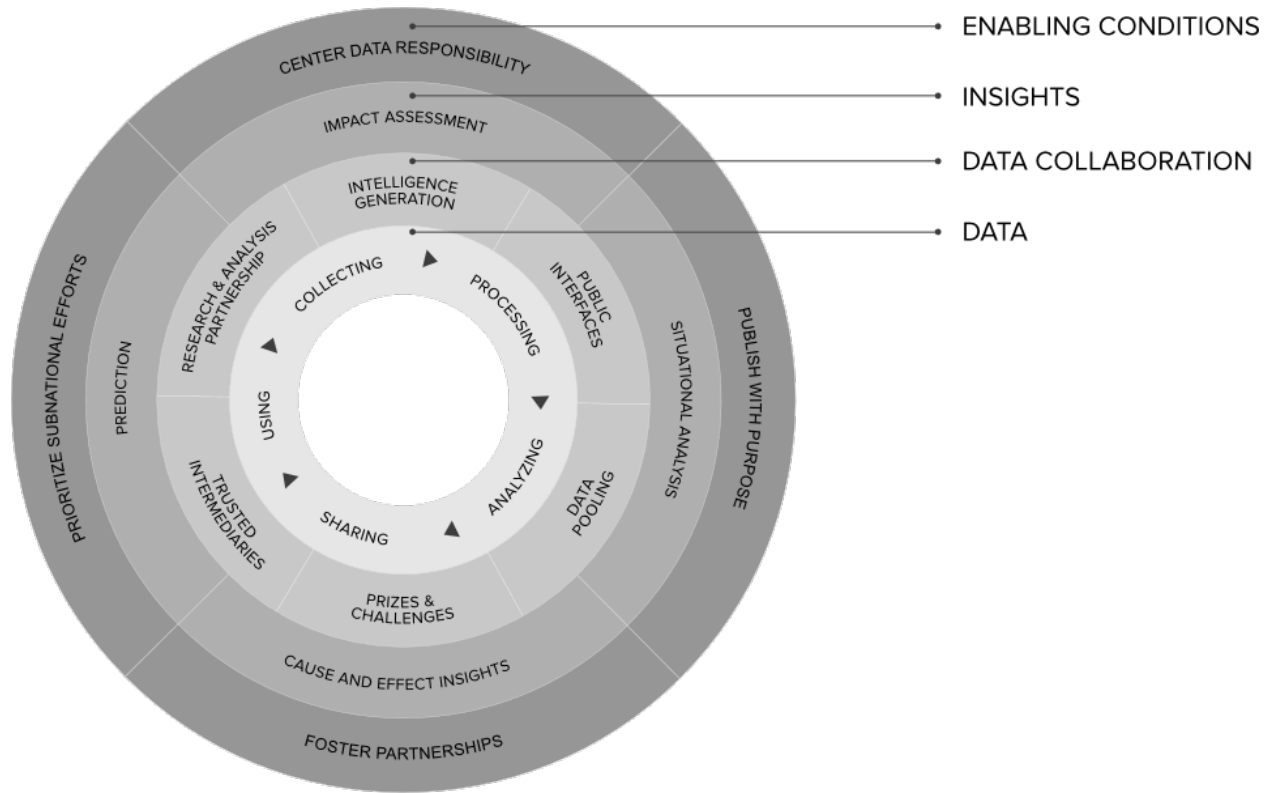 ENABLING CONDITIONS
INSIGHTS
DATA COLLABORATION
DATA
CENTER DATA RESPONSIBILITY
PUBLISH WITH PURPOSE
FOSTER PARTNERSHIPS
PRIORITIZE SUBNATIONAL EFFORTS
IMPACT ASSESSMENT
SITUATIONAL ANALYSIS
CAUSE AND EFFECT INSIGHTS
PREDICTION
INTELLIGENCE
GENERATION
PUBLIC
INTERFACES
DATA
POOLING
PRIZES &
CHALLENGES
TRUSTED
INTERMEDIARIES
RESEARCH & ANALYSIS
PARTNERSHIP
COLLECTING
PROCESSING
ANALYZING
SHARING
USING